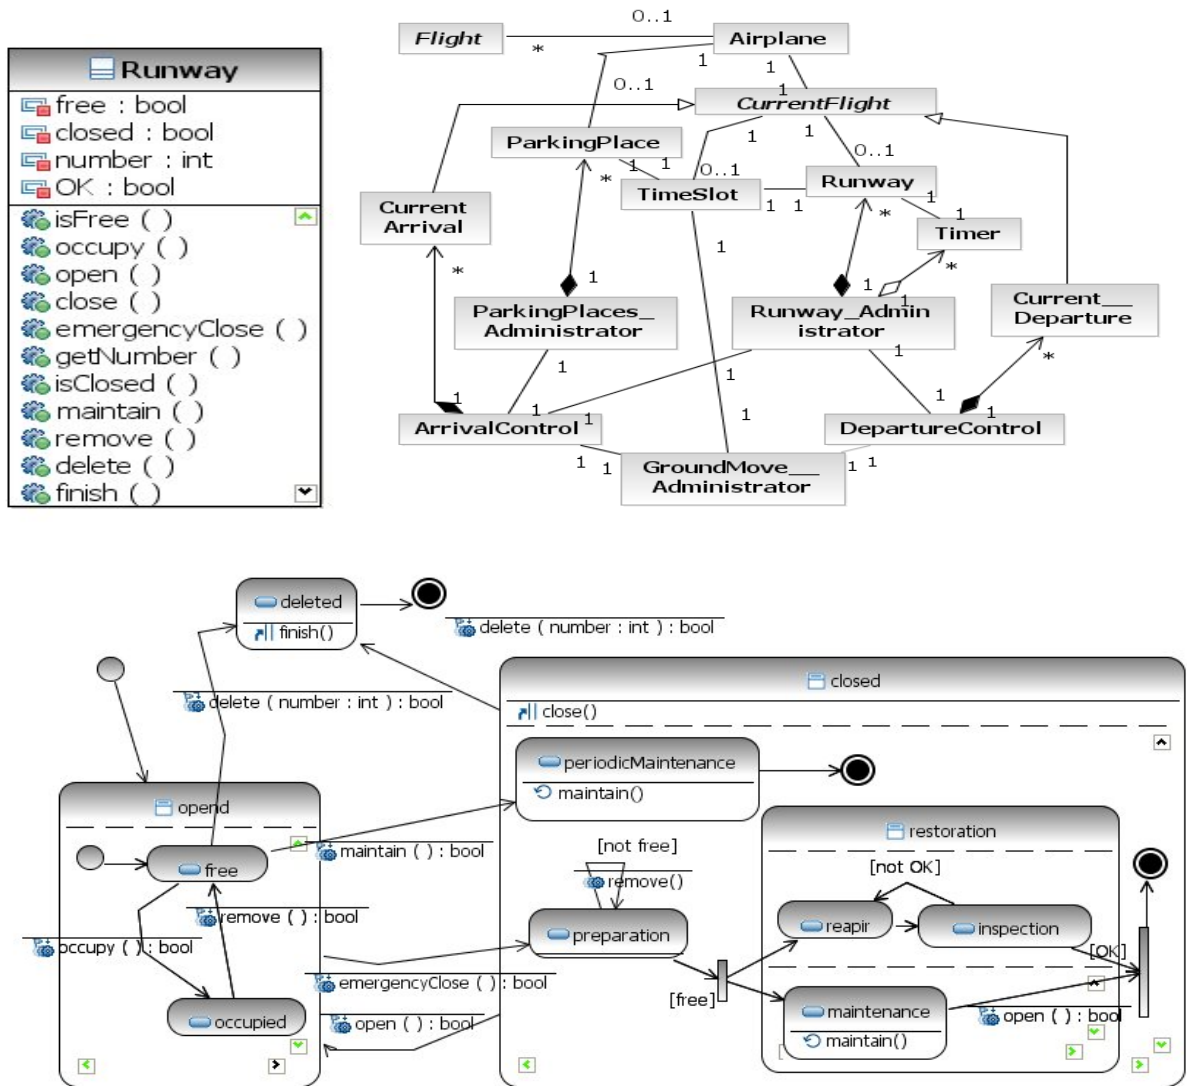 Runway
free : bool
closed : bool
number : int
OK : bool
isFree ( )
occupy ( )
open ( )
close ( )
emergencyClose ( )
getNumber ( )
isClosed ( )
maintain ( )
remove ( )
delete ( )
finish ( )
Flight
*
0..1
Airplane
1
1
0..1
1
CurrentFlight
ParkingPlace
1
1
1
1
0..1
0..1
*
TimeSlot
1
1
Runway
1
*
1
Timer
Current
Arrival
*
1
*
1
1
1
ParkingPlaces_
Administrator
Runway_Admin
istrator
Current__
Departure
*
1
1
1
1
1
1
1
1
1
ArrivalControl
DepartureControl
1
1
1
1
GroundMove__
Administrator
deleted
finish()
delete ( number : int ) : bool
delete ( number : int ) : bool
closed
close()
periodicMaintenance
maintain()
opend
free
maintain ( ) : bool
remove ( ) : bool
occupy ( ) : bool
occupied
emergencyClose ( ) : bool
open ( ) : bool
[not free]
remove()
preparation
[free]
restoration
[not OK]
reapir
inspection
[OK]
maintenance
maintain()
open ( ) : bool